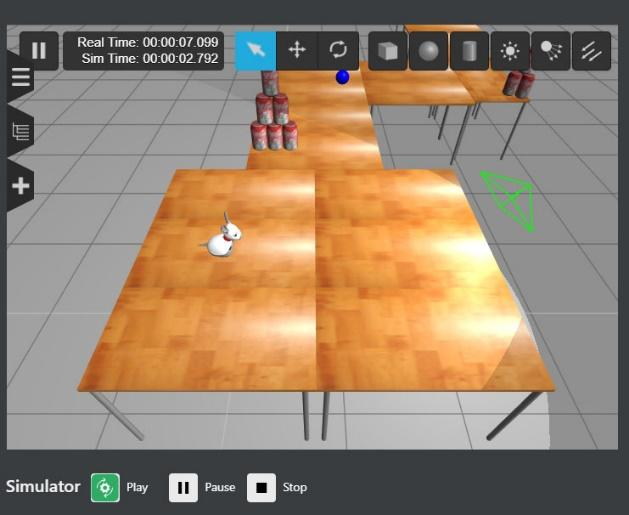 Real Time: 00:00:07.099
Sim Time: 00:00:02.792
Simulator
Play
Pause
Stop